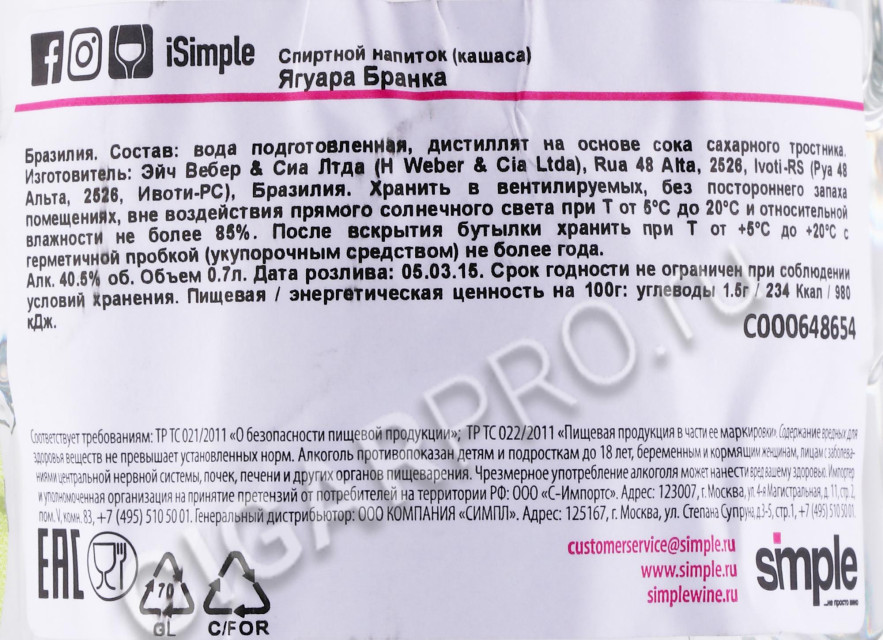 iSimple
Спиртной напиток (кашаса)
Ягуара Бранка
Бразилия. Состав: вода подготовленная, дистиллят на основе сока сахарного тростника.
Изготовитель: Эйч Вебер & Сиа Лтда (H Weber & Cia Ltda), Rua 48 Alta, 2526, Ivoti-RS (Руа 48
Альта, 2526, Ивоти-РС), Бразилия. Хранить в вентилируемых, без постороннего запаха
помещениях, вне воздействия прямого солнечного света при Т от 5°С до 20°С и относительной
влажности не более 85%. После вскрытия бутылки хранить при Т от +5°С до +20°С с
герметичной пробкой (укупорочным средством) не более года.
Алк. 40.5% об. Объем 0.7л. Дата розлива: 05.03.15. Срок годности не ограничен при соблюдении
условий хранения. Пищевая / энергетическая ценность на 100г: углеводы 1.5г / 234 Ккал / 980
кДж.
С000648654
Соответствует требованиям: ТР ТС 021/2011 «О безопасности пищевой продукции»; ТР ТС 022/2011 «Пищевая продукция в части ее маркировки». Содержание вредных для
здоровья веществ не превышает установленных норм. Алкоголь противопоказан детям и подросткам до 18 лет, беременным и кормящим женщинам, лицам с заболева-
ниями центральной нервной системы, почек, печени и других органов пищеварения. Чрезмерное употребление алкоголя может нанести вред вашему здоровью. Импортер
и уполномоченная организация на принятие претензий от потребителей на территории РФ: ООО «С-Импортс». Адрес: 123007, г. Москва, ул. 4-я Магистральная, д. 11, стр. 2,
пом. V, комн. 83, +7 (495) 510 50 01. Генеральный дистрибьютор: ООО КОМПАНИЯ «СИМПЛ». Адрес: 125167, г. Москва, ул. Степана Супруна, д.3-5, стр.1, +7 (495) 510 50 01.
EAC
70
GL
C/FOR
customerservice@simple.ru
www.simple.ru
simplewine.ru
simple
...не просто вино
CIGARPRO.RU